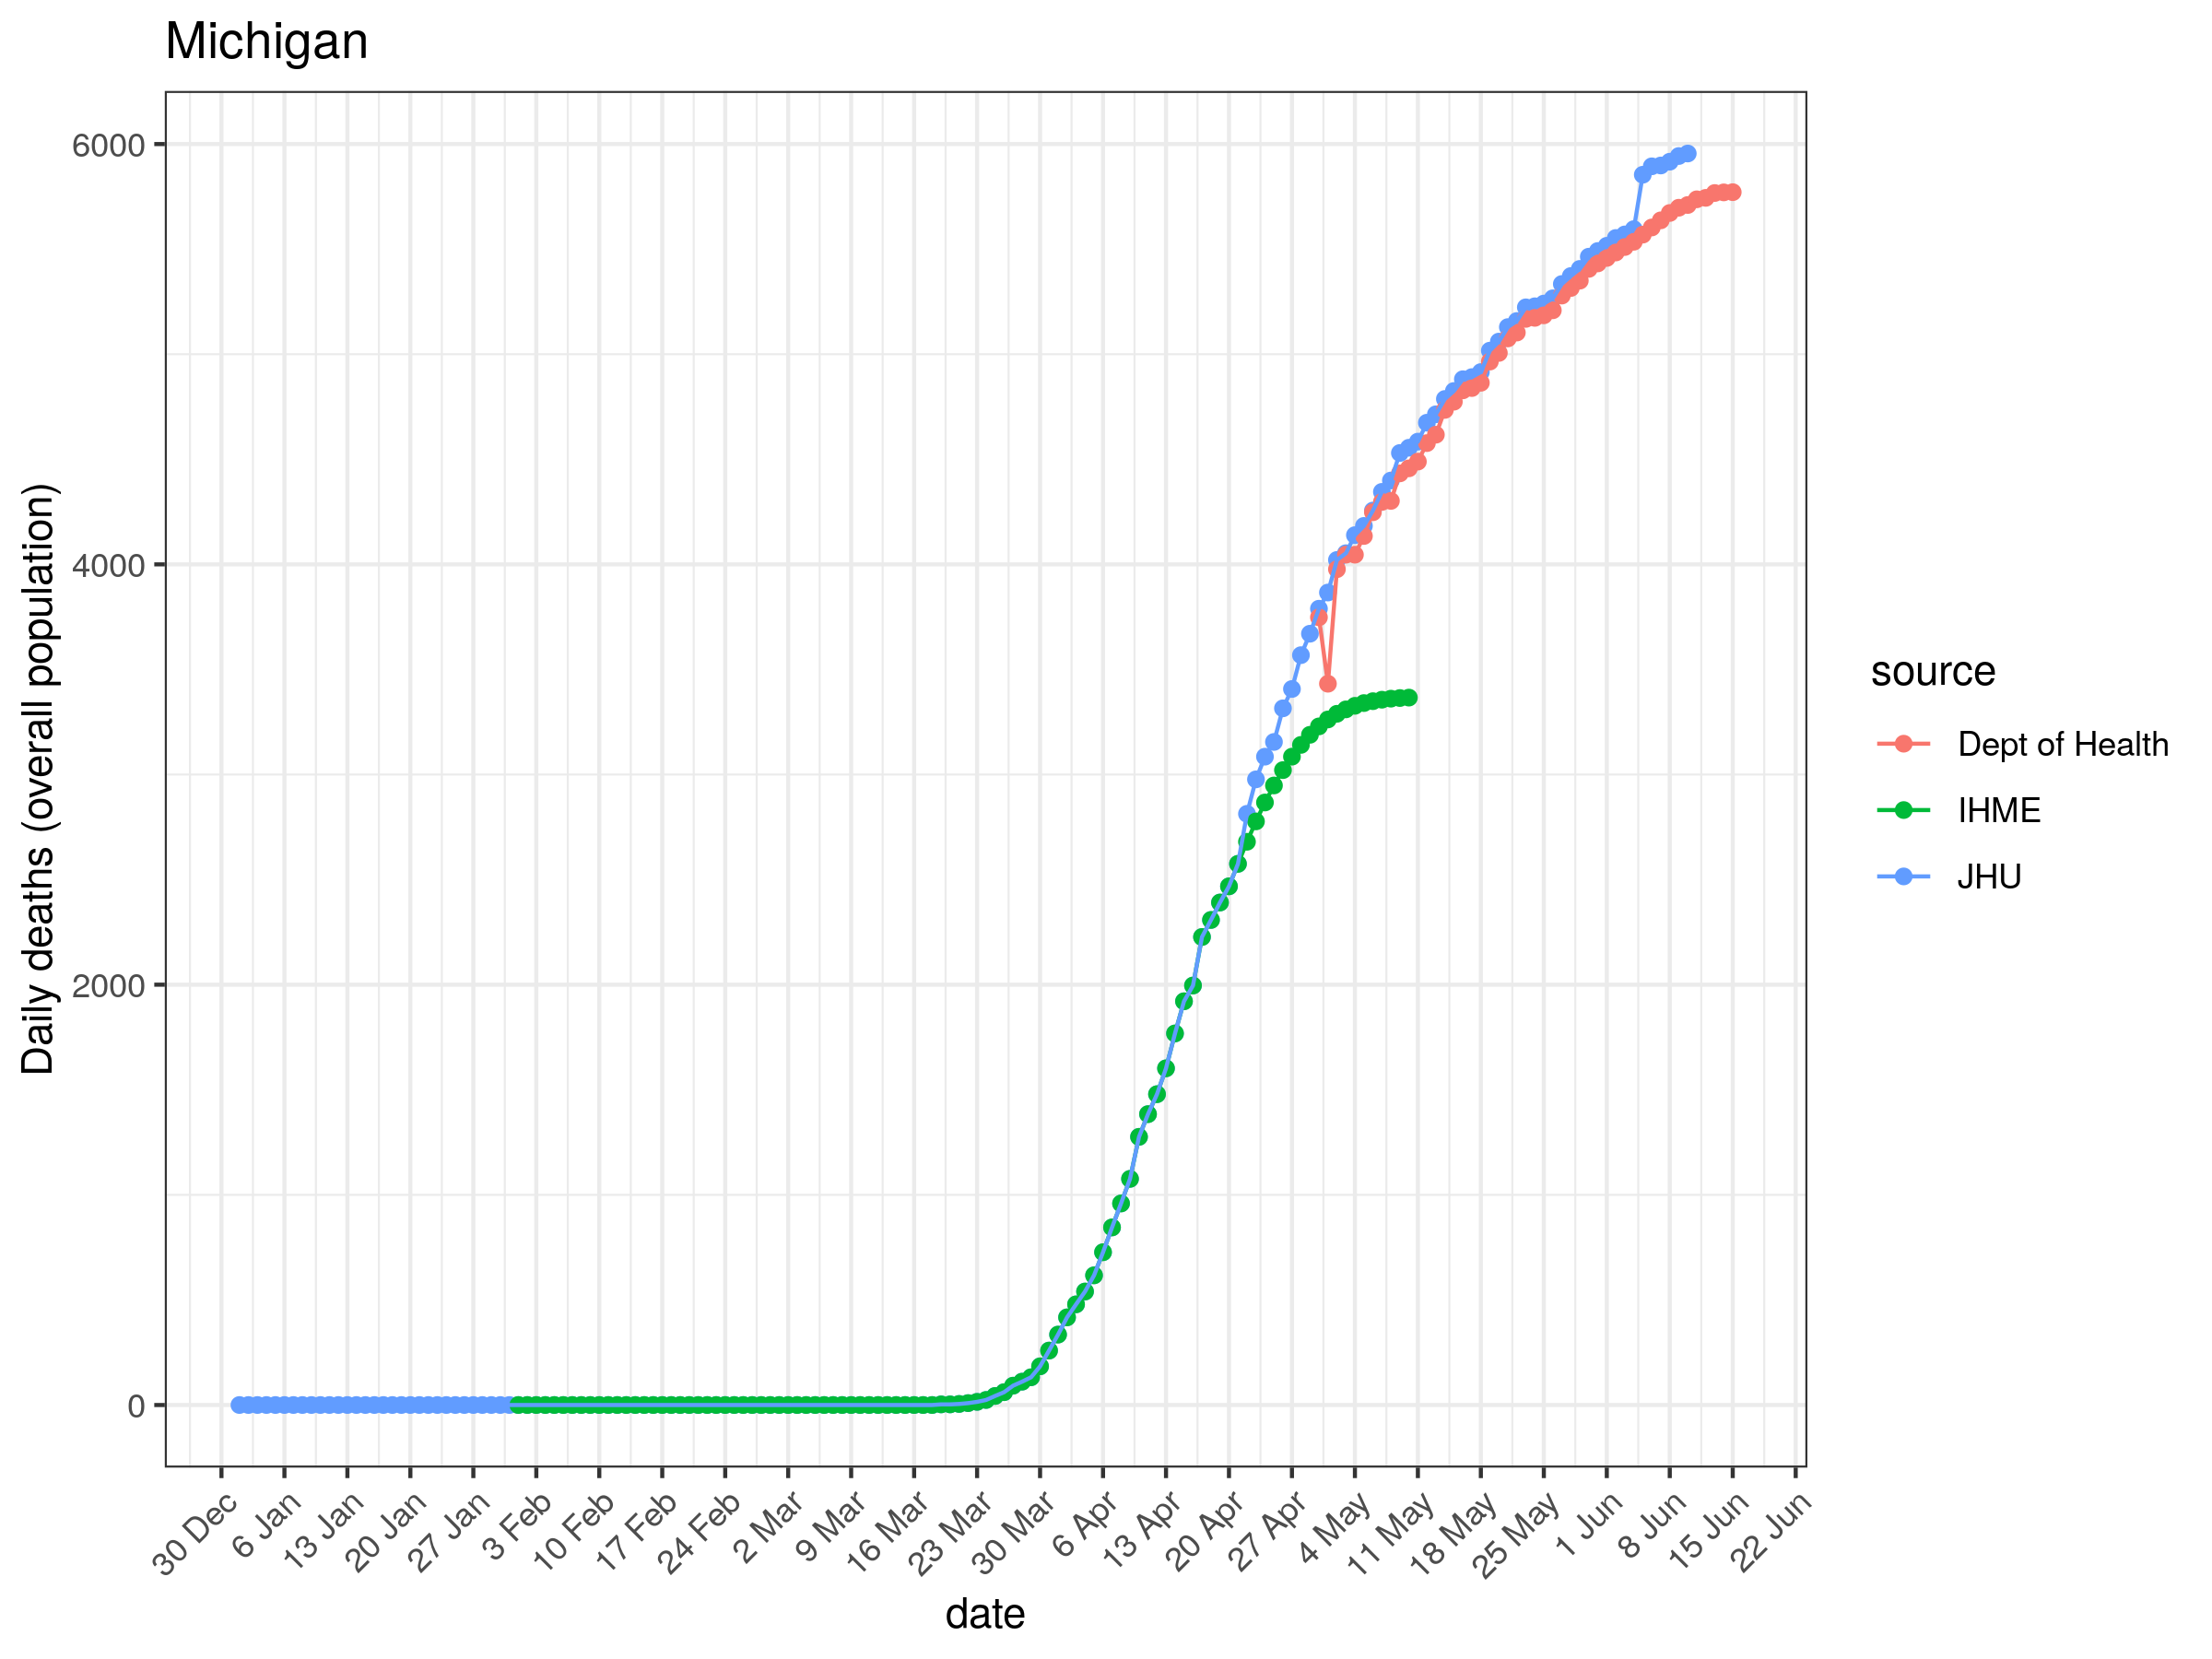 Michigan
Daily deaths (overall population)
6000
4000
2000
0
30 Dec
6 Jan
13 Jan
20 Jan
27 Jan
3 Feb
10 Feb
17 Feb
24 Feb
2 Mar
9 Mar
16 Mar
23 Mar
30 Mar
6 Apr
13 Apr
20 Apr
27 Apr
4 May
11 May
18 May
25 May
1 Jun
8 Jun
15 Jun
22 Jun
date
source
Dept of Health
IHME
JHU